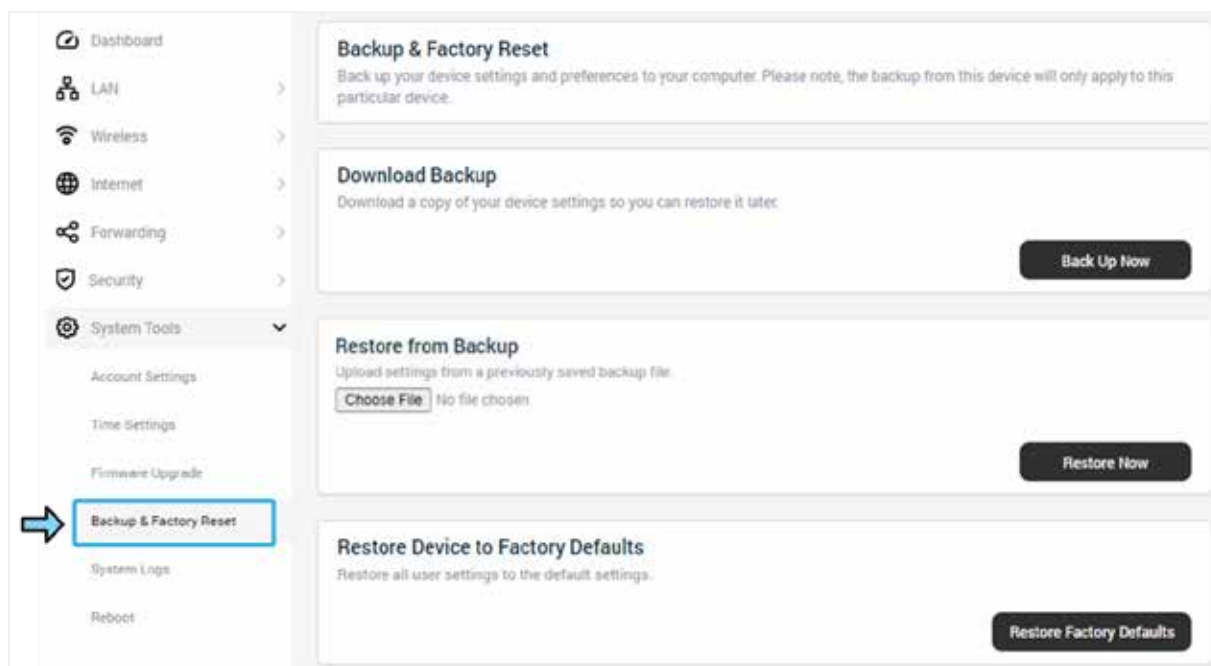 Dashboard
LAN
Wireless
Internet
Forwarding
Security
System Tools
Account Settings
Time Settings
Firmware Upgrade
Backup & Factory Reset
System Logs
Reboot
Backup & Factory Reset
Back up your device settings and preferences to your computer. Please note, the backup from this device will only apply to this
particular device.
Download Backup
Download a copy of your device settings so you can restore it later.
Back Up Now
Restore from Backup
Upload settings from a previously saved backup file.
Choose File No file chosen
Restore Now
Restore Device to Factory Defaults
Restore all user settings to the default settings.
Restore Factory Defaults